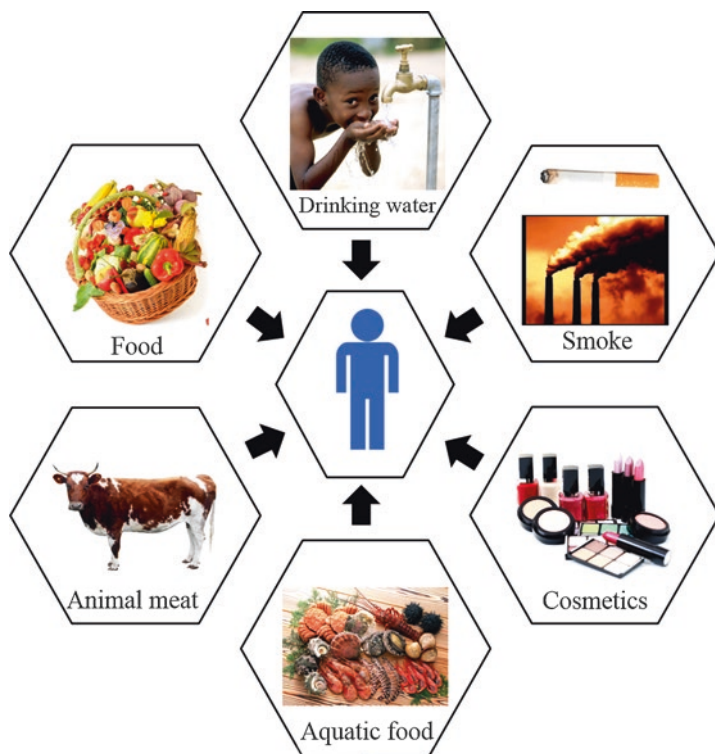 Drinking water
Food
Smoke
Animal meat
Cosmetics
Aquatic food